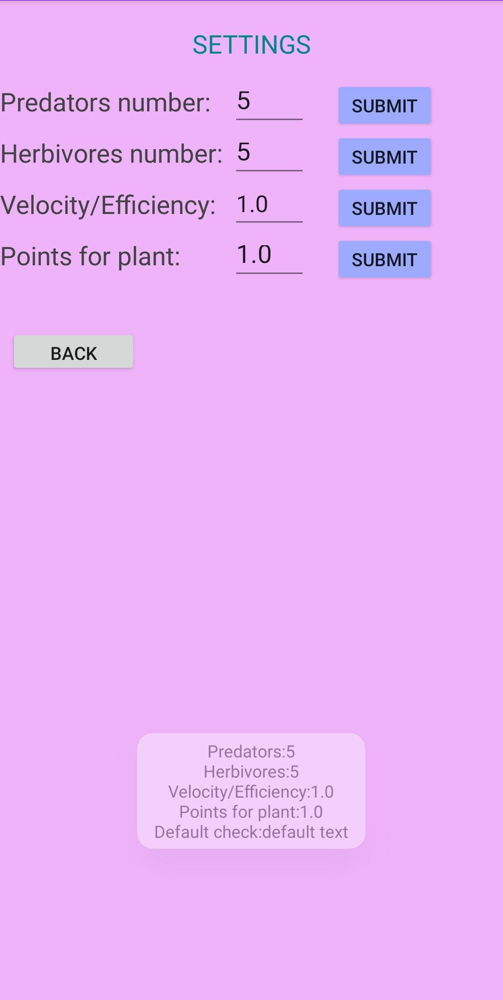 SETTINGS
Predators number: 5 SUBMIT
Herbivores number: 5 SUBMIT
Velocity/Efficiency: 1.0 SUBMIT
Points for plant: 1.0 SUBMIT
BACK
Predators:5
Herbivores:5
Velocity/Efficiency:1.0
Points for plant:1.0
Default check:default text